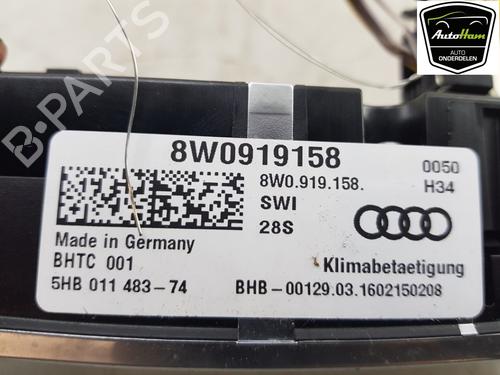 AutoHam
AUTO
ONDERDELEN
B-PARTS
8W0919158
0050
8W0.919.158.
H34
SWI
28S
Made in Germany
BHTC 001
Klimabetaetigung
5HB 011 483-74
BHB-00129.03.1602150208